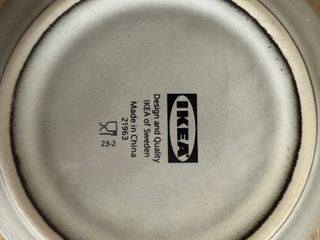 IKEA
Design and Quality
IKEA of Sweden
Made in China
21963
23-2